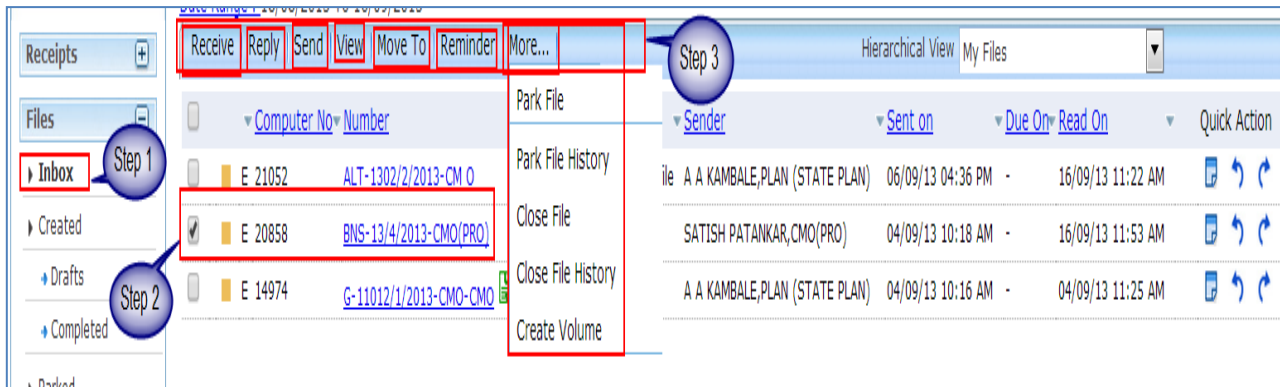 Date Range : 16/08/2013 To 16/09/2013
Receipts
Receive Reply Send View Move To Reminder More...
Step 3
Hierarchical View My Files
Files
Computer No Number Sender Sent on Due On Read On Quick Action
Park File
Step 1
Inbox
E 21052 ALT-1302/2/2013-CM O ile A A KAMBALE,PLAN (STATE PLAN) 06/09/13 04:36 PM - 16/09/13 11:22 AM
Park File History
Created
E 20858 BNS-13/4/2013-CMO(PRO) SATISH PATANKAR,CMO(PRO) 04/09/13 10:18 AM - 16/09/13 11:53 AM
Close File
Drafts
Step 2
E 14974 G-11012/1/2013-CMO-CMO A A KAMBALE,PLAN (STATE PLAN) 04/09/13 10:16 AM - 04/09/13 11:25 AM
Close File History
Completed
Create Volume
Parked